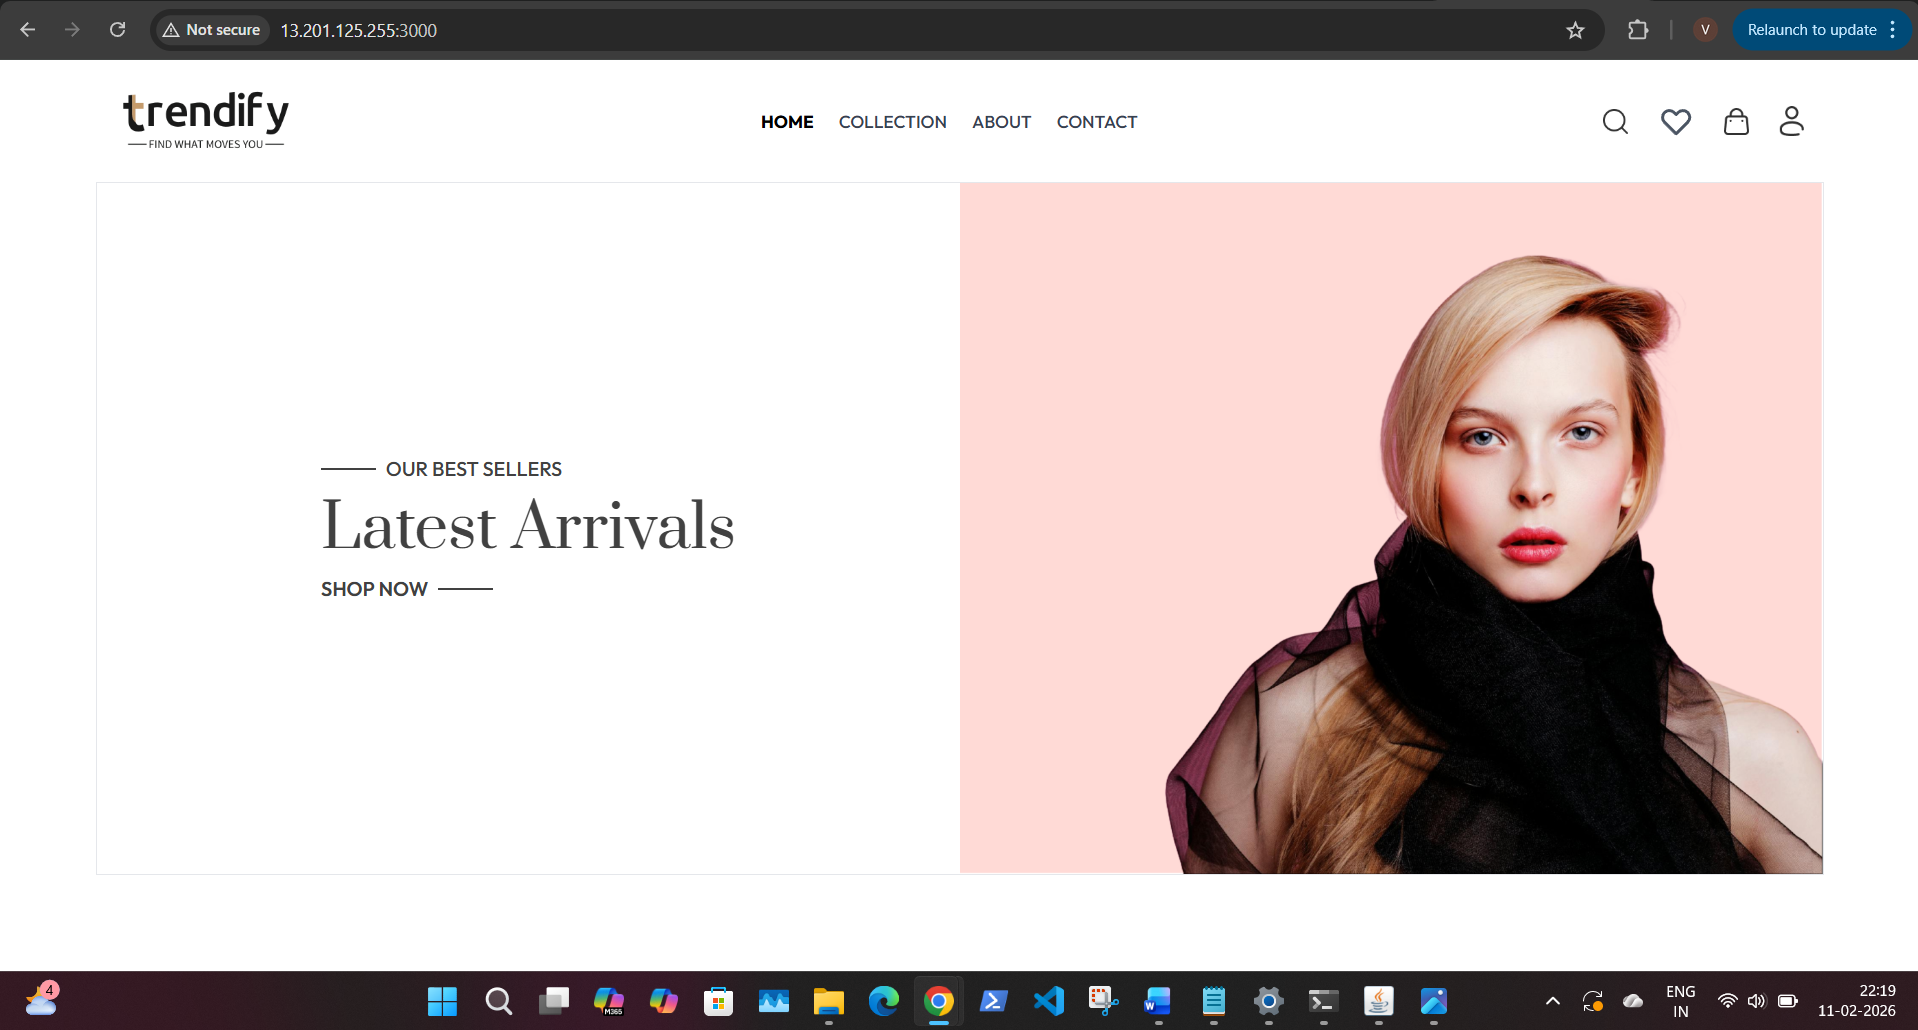 Not secure
13.201.125.255:3000
V
Relaunch to update
trendify
FIND WHAT MOVES YOU
HOME
COLLECTION
ABOUT
CONTACT
OUR BEST SELLERS
Latest Arrivals
SHOP NOW
4
M365
W
ENG
IN
22:19
11-02-2026